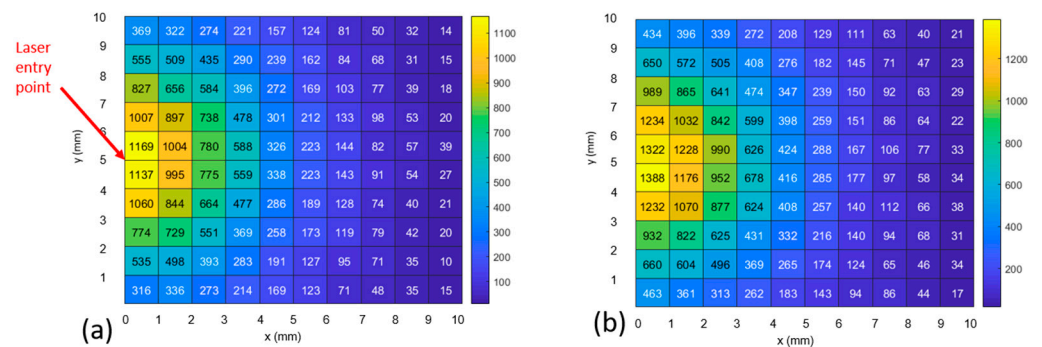 10
369 322 274 221 157 124 81 50 32 14
9
555 509 435 290 239 162 84 68 31 15
8
827 656 584 396 272 169 103 77 39 18
7
1007 897 738 478 301 212 133 98 53 20
6
1169 1004 780 588 326 223 144 82 57 39
5
1137 995 775 559 338 223 143 91 54 27
4
1060 844 664 477 286 189 128 74 40 21
3
774 729 551 369 258 173 119 79 42 20
2
535 498 393 283 191 127 95 71 35 10
1
316 336 273 214 169 123 71 48 35 15
0 1 2 3 4 5 6 7 8 9 10
x (mm)
y (mm)
Laser
entry
point
(a)
1100
1000
900
800
700
600
500
400
300
200
100
10
434 396 339 272 208 129 111 63 40 21
9
650 572 505 408 276 182 145 71 47 23
8
989 865 641 474 347 239 150 92 63 29
7
1234 1032 842 599 398 259 151 86 64 22
6
1322 1228 990 626 424 288 167 106 77 33
5
1388 1176 952 678 416 285 177 97 58 34
4
1232 1070 877 624 408 257 140 112 66 38
3
932 822 625 431 332 216 140 94 68 31
2
660 604 496 369 265 174 124 65 46 34
1
463 361 313 262 183 143 94 86 44 17
0 1 2 3 4 5 6 7 8 9 10
x (mm)
y (mm)
(b)
1200
1000
800
600
400
200